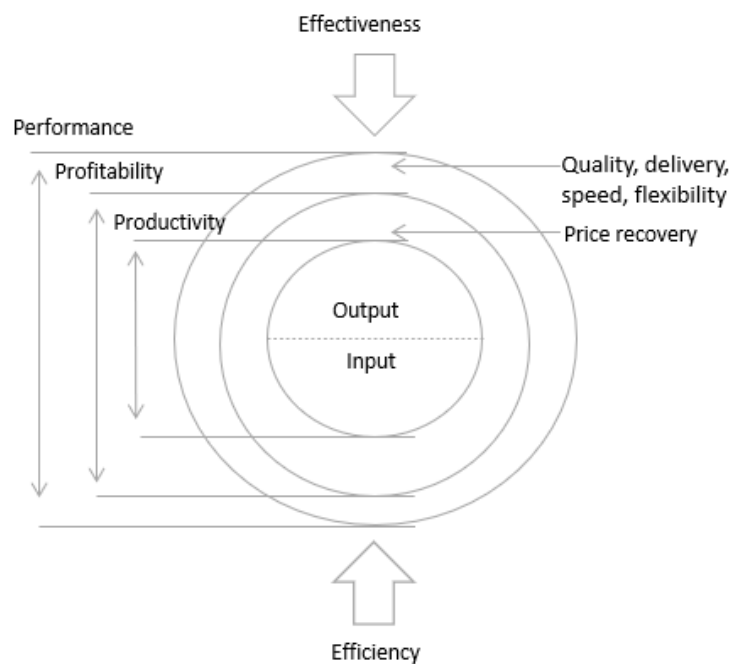 Effectiveness
Performance
Profitability
Quality, delivery,
speed, flexibility
Productivity
Price recovery
Output
Input
Efficiency